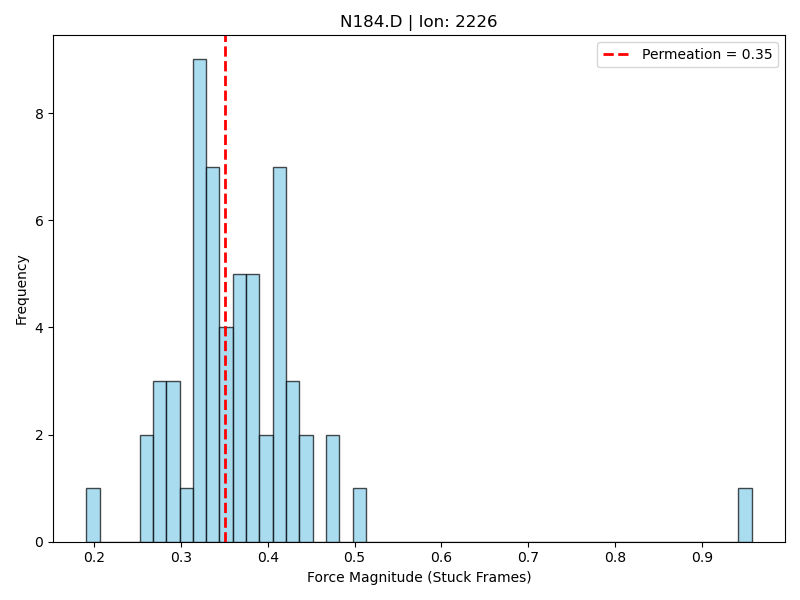 N184.D | Ion: 2226
Permeation = 0.35
Frequency
8
6
4
2
0
0.2 0.3 0.4 0.5 0.6 0.7 0.8 0.9
Force Magnitude (Stuck Frames)